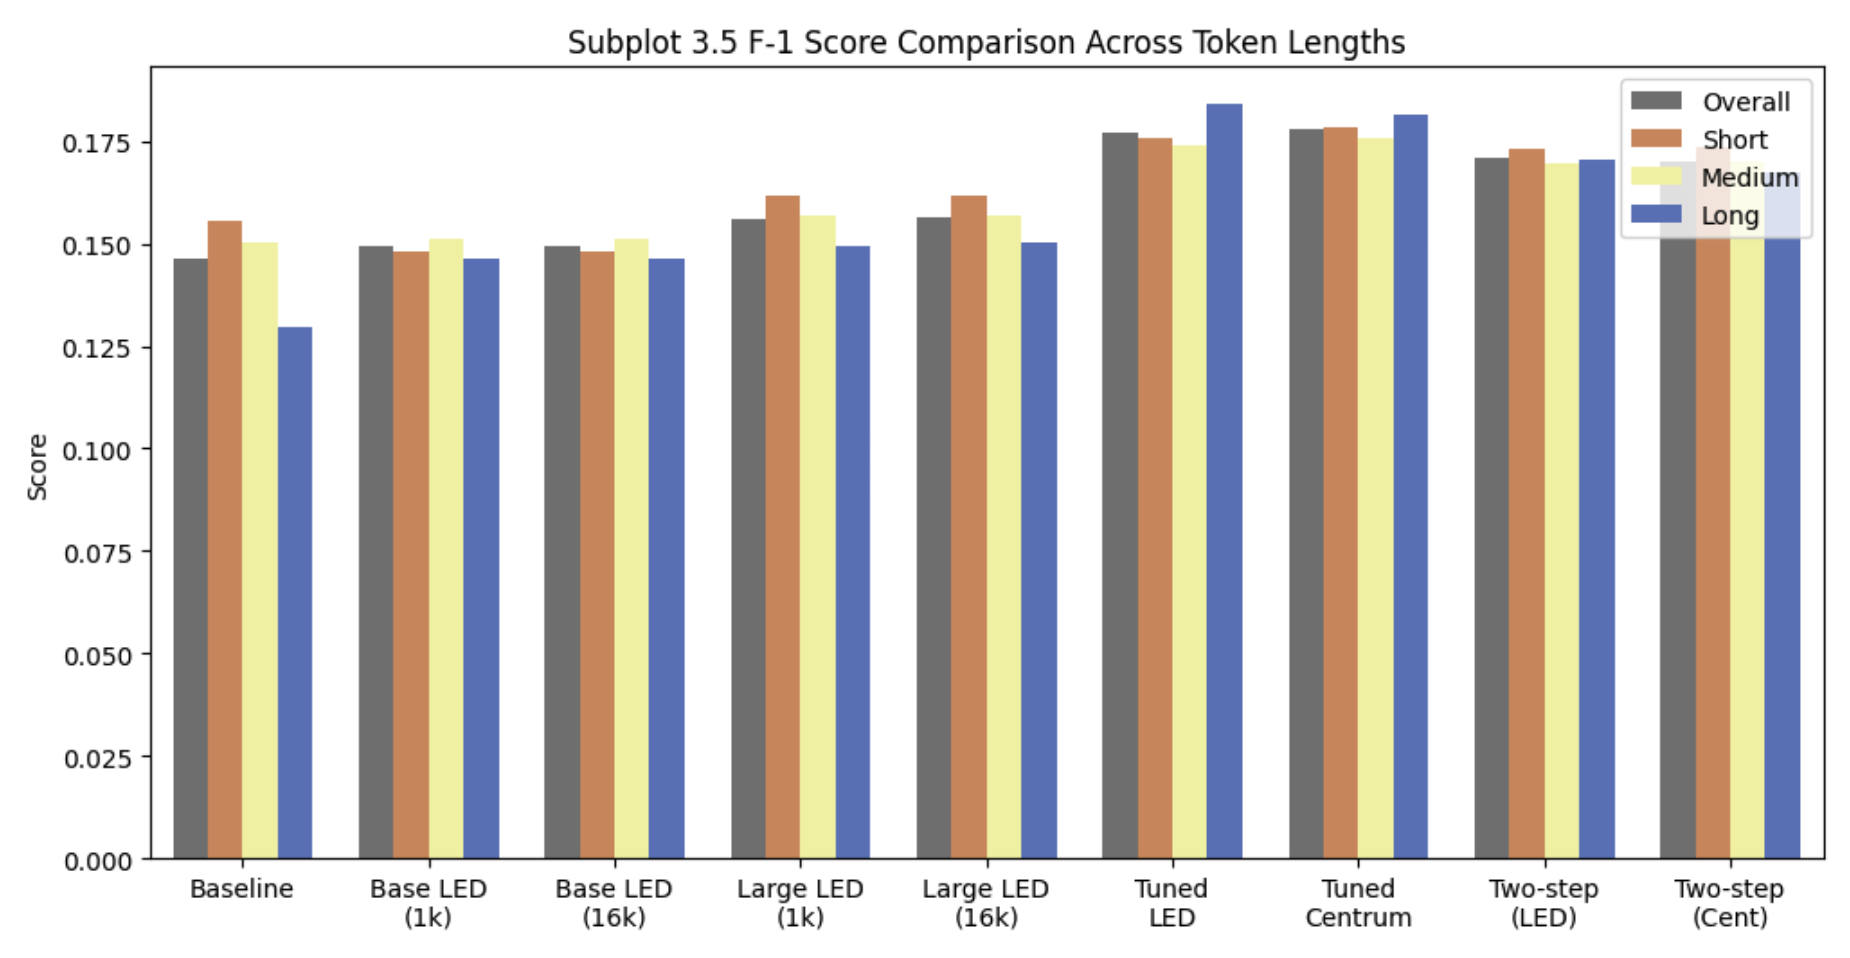 Subplot 3.5 F-1 Score Comparison Across Token Lengths
Overall
Short
Medium
Long
Score
0.175
0.150
0.125
0.100
0.075
0.050
0.025
0.000
Baseline
Base LED
(1k)
Base LED
(16k)
Large LED
(1k)
Large LED
(16k)
Tuned
LED
Tuned
Centrum
Two-step
(LED)
Two-step
(Cent)